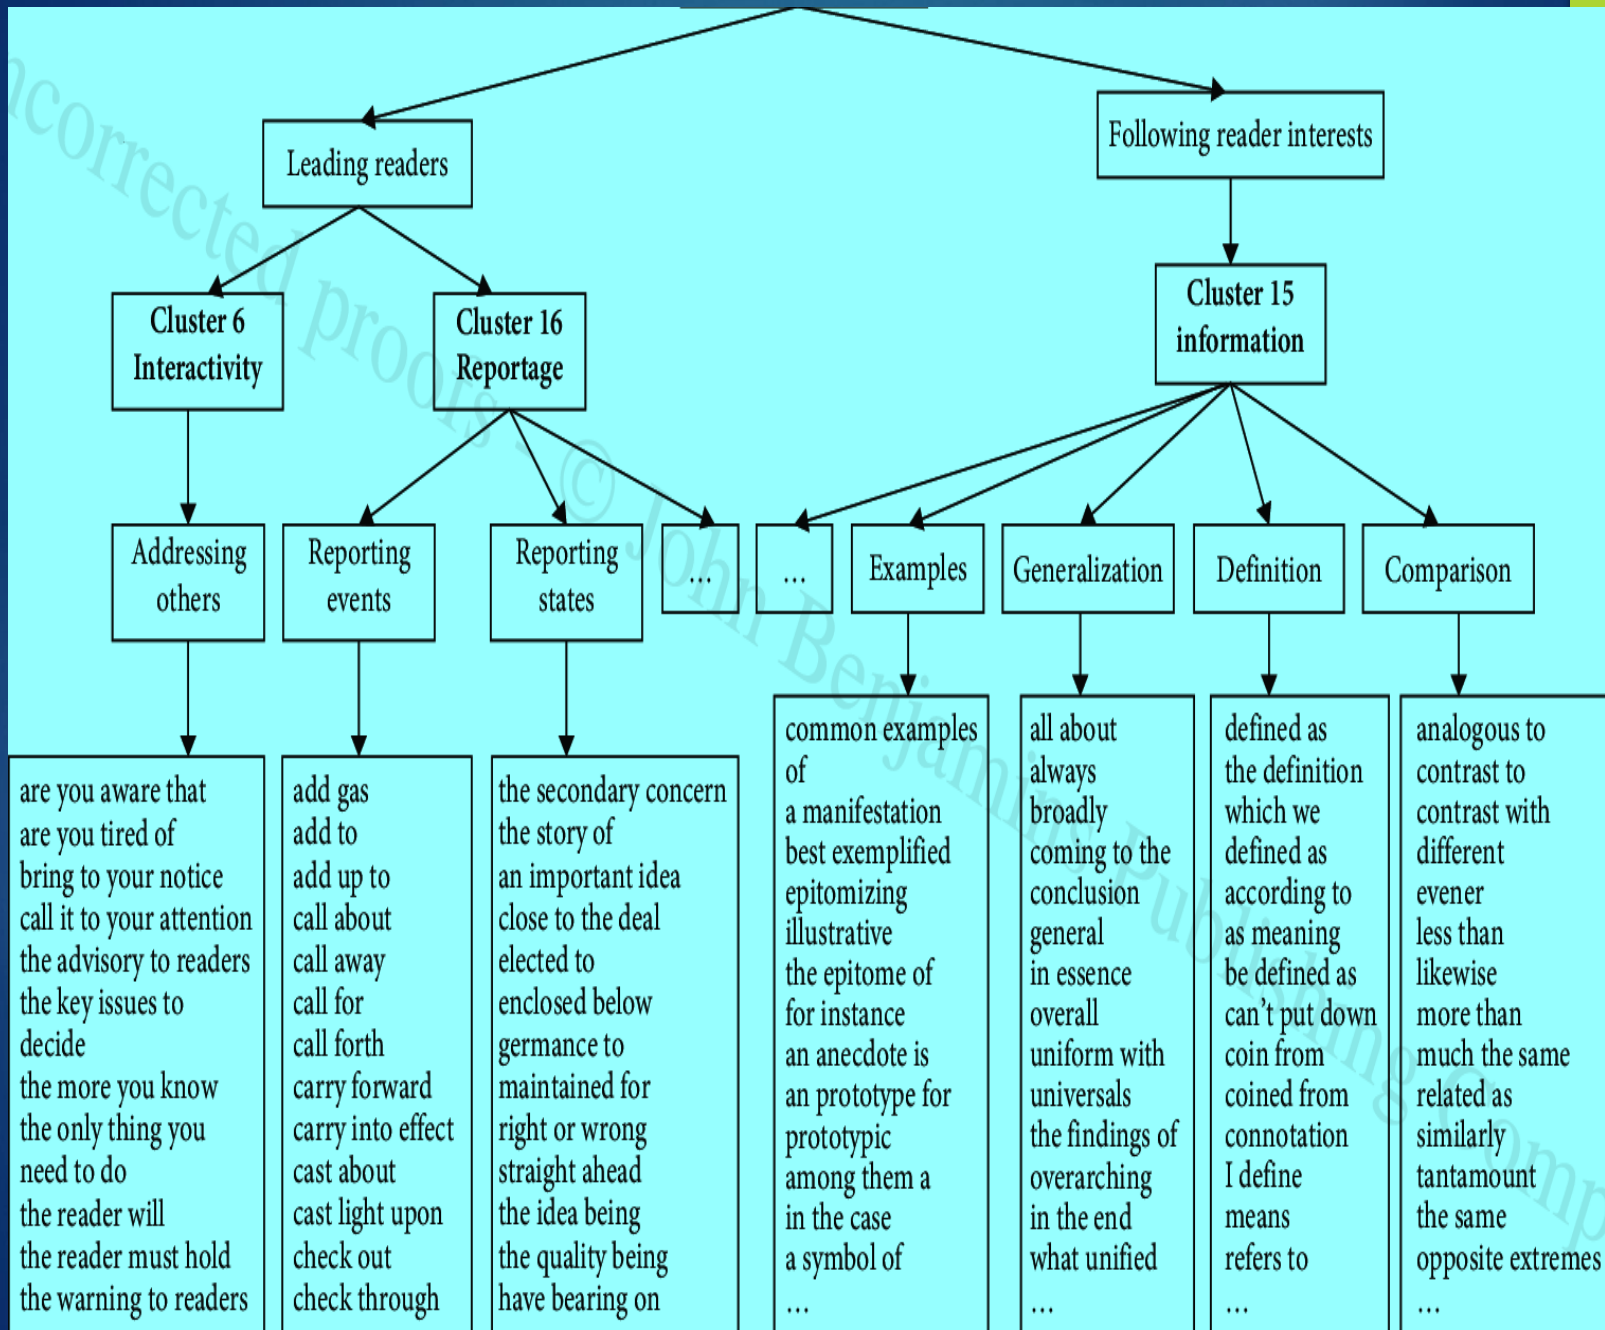 Leading readers
Following reader interests
Cluster 6
Interactivity
Cluster 16
Reportage
Cluster 15
information
Addressing
others
Reporting
events
Reporting
states
...
...
Examples
Generalization
Definition
Comparison
are you aware that
are you tired of
bring to your notice
call it to your attention
the advisory to readers
the key issues to
decide
the more you know
the only thing you
need to do
the reader will
the reader must hold
the warning to readers
add gas
add to
add up to
call about
call away
call for
call forth
carry forward
carry into effect
cast about
cast light upon
check out
check through
the secondary concern
the story of
an important idea
close to the deal
elected to
enclosed below
germance to
maintained for
right or wrong
straight ahead
the idea being
the quality being
have bearing on
common examples
of
a manifestation
best exemplified
epitomizing
illustrative
the epitome of
for instance
an anecdote is
an prototype for
prototypic
among them a
in the case
a symbol of
...
all about
always
broadly
coming to the
conclusion
general
in essence
overall
uniform with
universals
the findings of
overarching
in the end
what unified
...
defined as
the definition
which we
defined as
according to
as meaning
be defined as
can't put down
coin from
coined from
connotation
I define
means
refers to
...
analogous to
contrast to
contrast with
different
evener
less than
likewise
more than
much the same
related as
similarly
tantamount
the same
opposite extremes
...
ncorrected proofs - © John Benjamins Publishing Comp